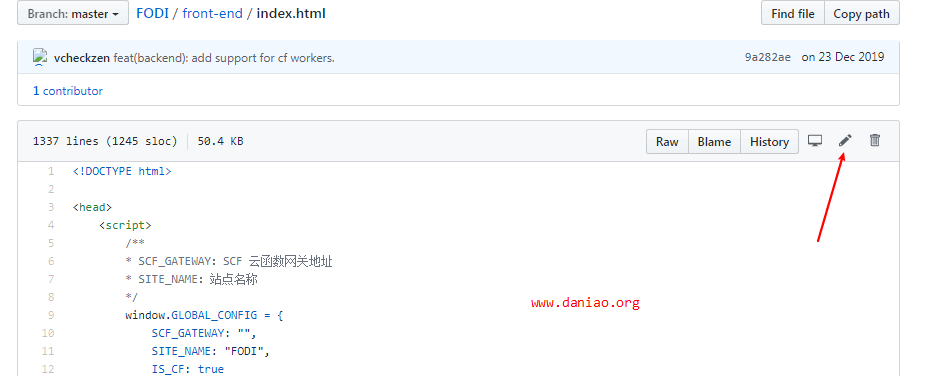 Branch: master FODI / front-end / index.html Find file Copy path
vcheckzen feat(backend): add support for cf workers. 9a282ae on 23 Dec 2019
1 contributor
1337 lines (1245 sloc) 50.4 KB Raw Blame History
1 <!DOCTYPE html>
2
3 <head>
4 <script>
5 /**
6 * SCF_GATEWAY: SCF 云函数网关地址
7 * SITE_NAME: 站点名称
8 */
www.daniao.org
9 window.GLOBAL_CONFIG = {
10 SCF_GATEWAY: "",
11 SITE_NAME: "FODI",
12 IS_CF: true